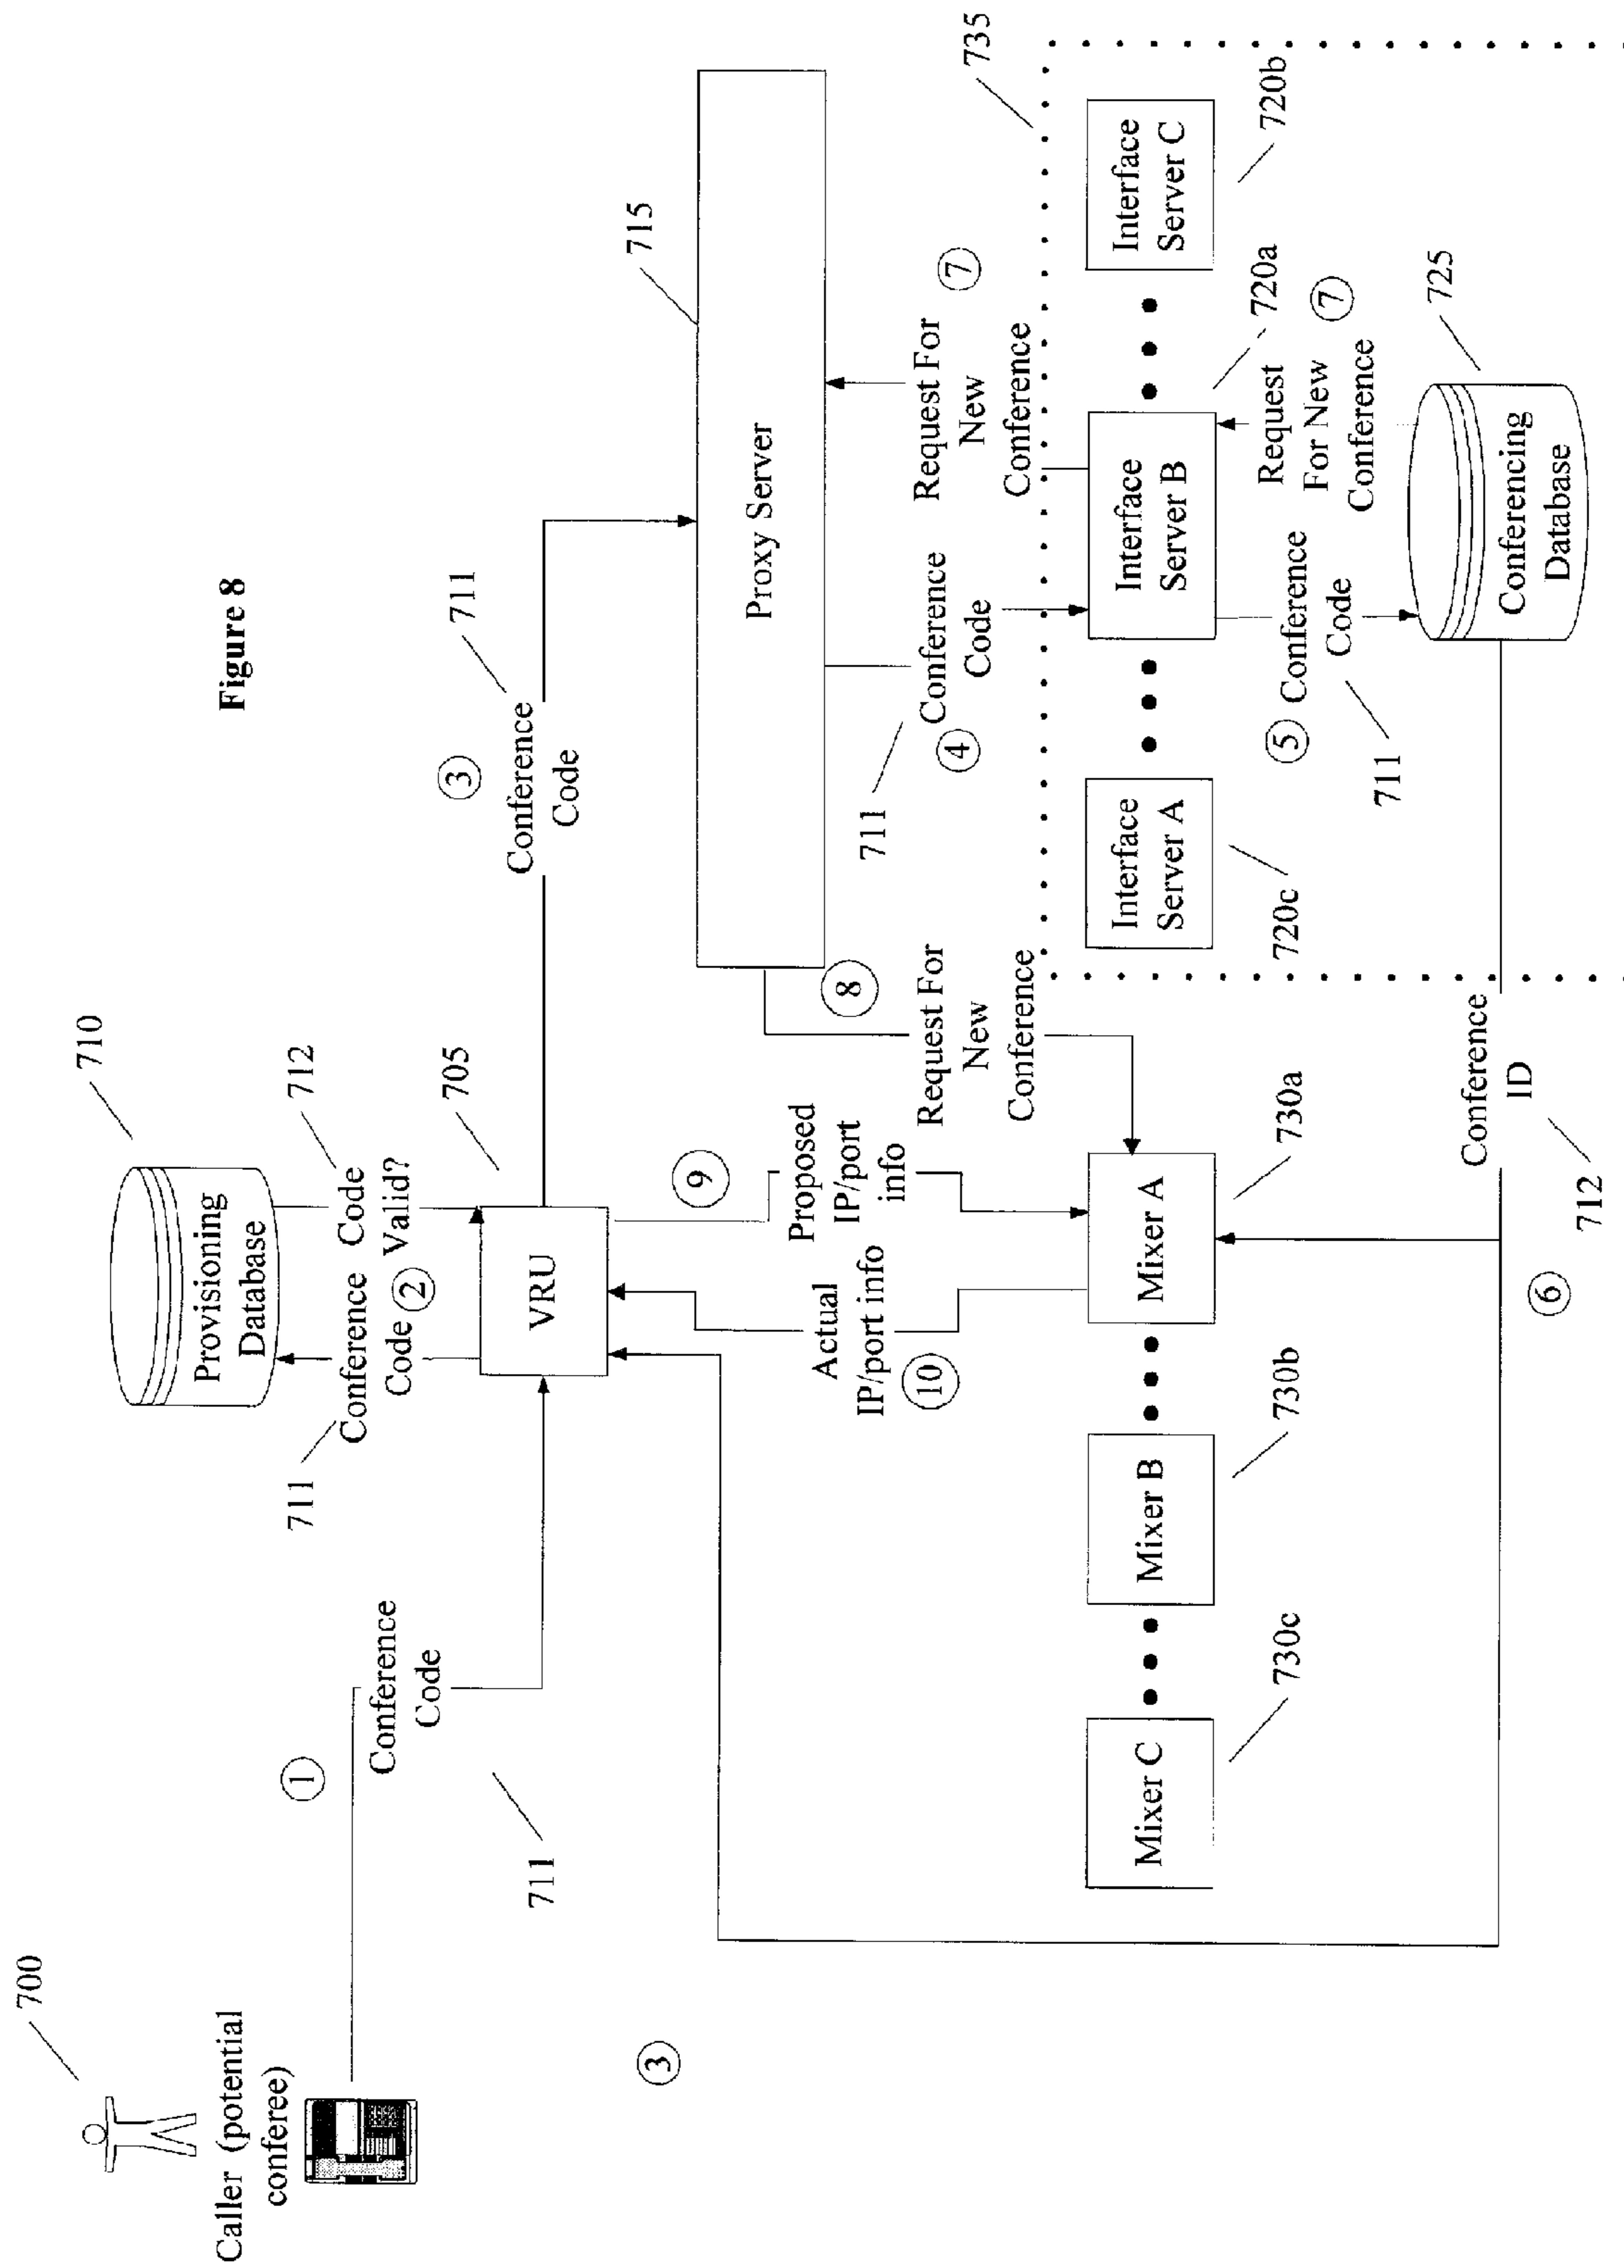 Figure 8
700
Caller (potential
conferee)
1
Conference
Code
711
710
Provisioning
Database
711
Conference
Code
2
Code
Valid?
712
705
VRU
3
Conference
Code
711
3
715
Proxy Server
9
Proposed
IP/port
info
Actual
IP/port info
10
8
Request For
New
Conference
711
Conference
Code
4
Request For
New
Conference
7
735
Mixer C
730c
Mixer B
730b
Mixer A
730a
Interface
Server A
720c
Interface
Server B
720a
Interface
Server C
720b
5
Conference
Code
711
Request
For New
Conference
7
725
Conferencing
Database
Conference
ID
712
6